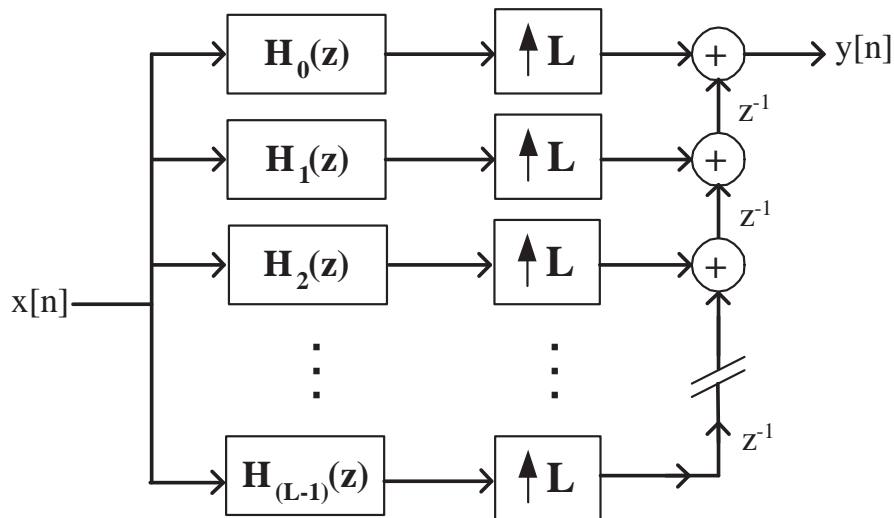 H₀(z) ↑ L + y[n]
z⁻¹
H₁(z) ↑ L +
z⁻¹
H₂(z) ↑ L +
x[n]
z⁻¹
H₍L-1₎(z) ↑ L